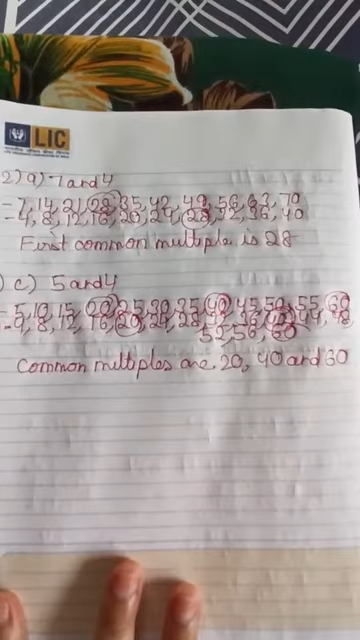 LIC
2) a) 7 and 4
= 7, 14, 21, 28, 35, 42, 49, 56, 63, 70
= 4, 8, 12, 16, 20, 24, 28, 32, 36, 40
First common multiple is 28
) c) 5 and 4
= 5, 10, 15, 20, 25, 30, 35, 40, 45, 50, 55, 60
= 4, 8, 12, 16, 20, 24, 28, 36, 40, 44, 48,
52, 56, 60
Common multiples are 20, 40 and 60